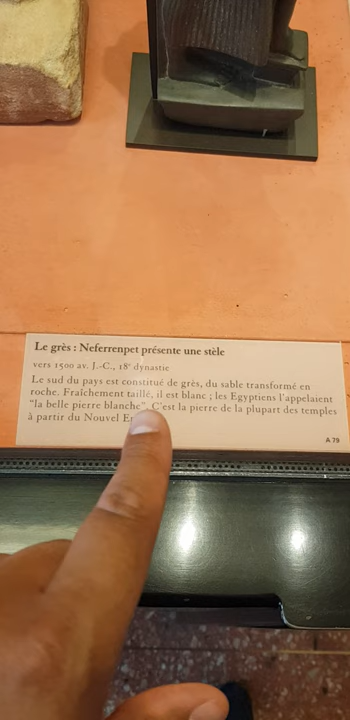 Le grès : Neferrenpet présente une stèle
vers 1500 av. J.-C., 18e dynastie
Le sud du pays est constitué de grès, du sable transformé en
roche. Fraîchement taillé, il est blanc ; les Egyptiens l'appelaient
"la belle pierre blanche". C'est la pierre de la plupart des temples
à partir du Nouvel
A 79